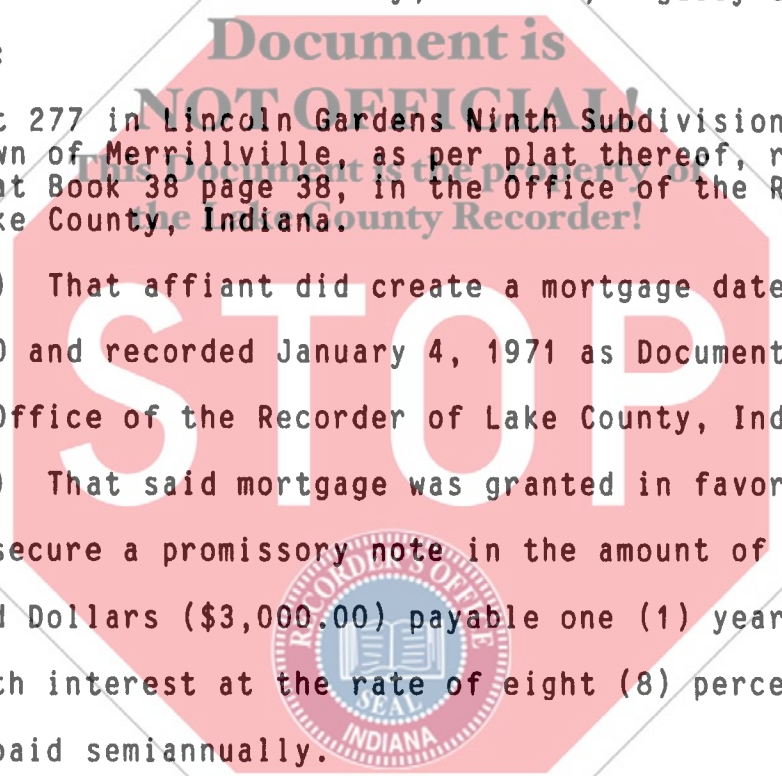 Document is
:
NOT OFFICIAL!
t 277 in Lincoln Gardens Ninth Subdivision
wn of Merrillville, as per plat thereof, r
This Document is the property of
at Book 38 page 38, in the Office of the R
ke County, Indiana.
the Lake County Recorder!
) That affiant did create a mortgage date
0 and recorded January 4, 1971 as Document
Office of the Recorder of Lake County, Ind
STOP
) That said mortgage was granted in favor
secure a promissory note in the amount of
d Dollars ($3,000.00) payable one (1) year
th interest at the rate of eight (8) perce
paid semiannually.
RECORDER'S OFFICE
SEAL
INDIANA